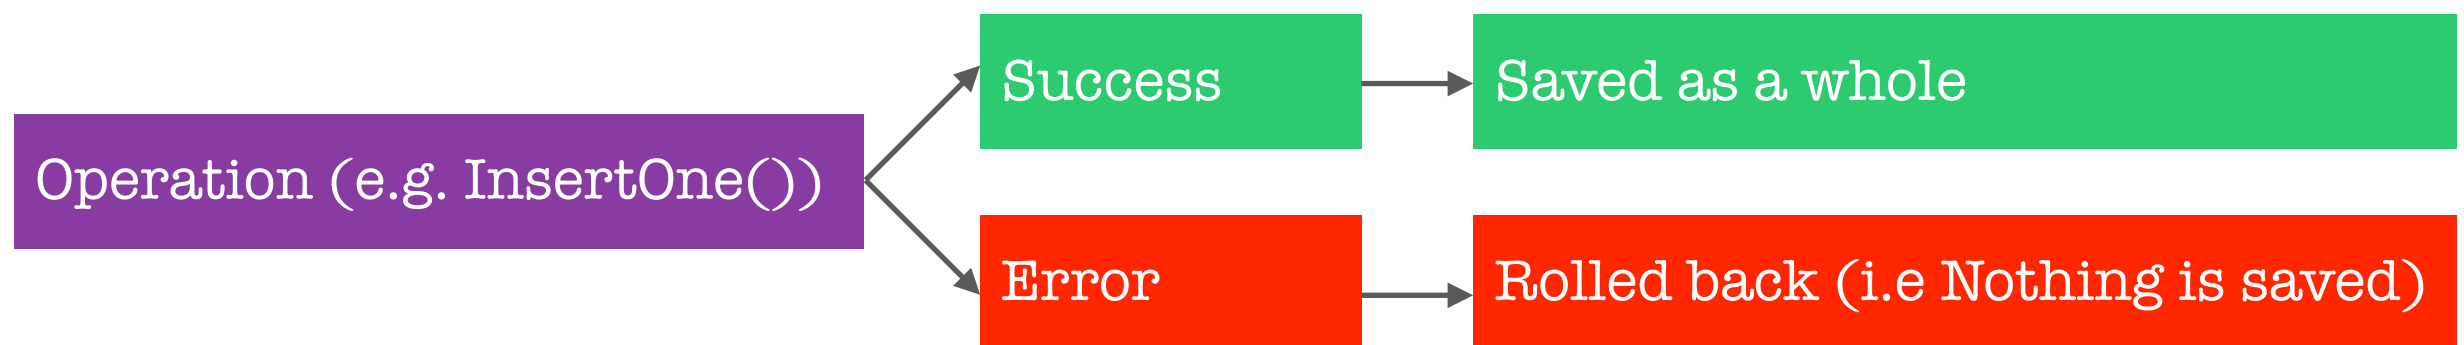 Operation (e.g. InsertOne())
Success
Saved as a whole
Error
Rolled back (i.e Nothing is saved)